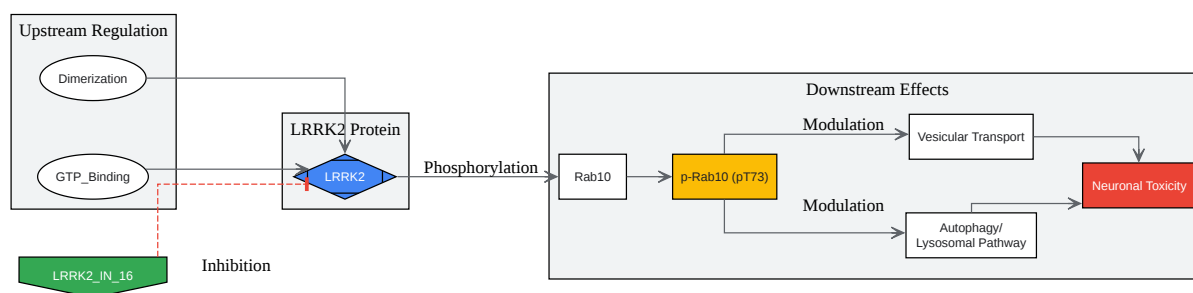 Upstream Regulation
Dimerization
GTP_Binding
LRRK2_IN_16
Inhibition
LRRK2 Protein
LRRK2
Phosphorylation
Downstream Effects
Rab10
p-Rab10 (pT73)
Modulation
Vesicular Transport
Modulation
Autophagy/
Lysosomal Pathway
Neuronal Toxicity